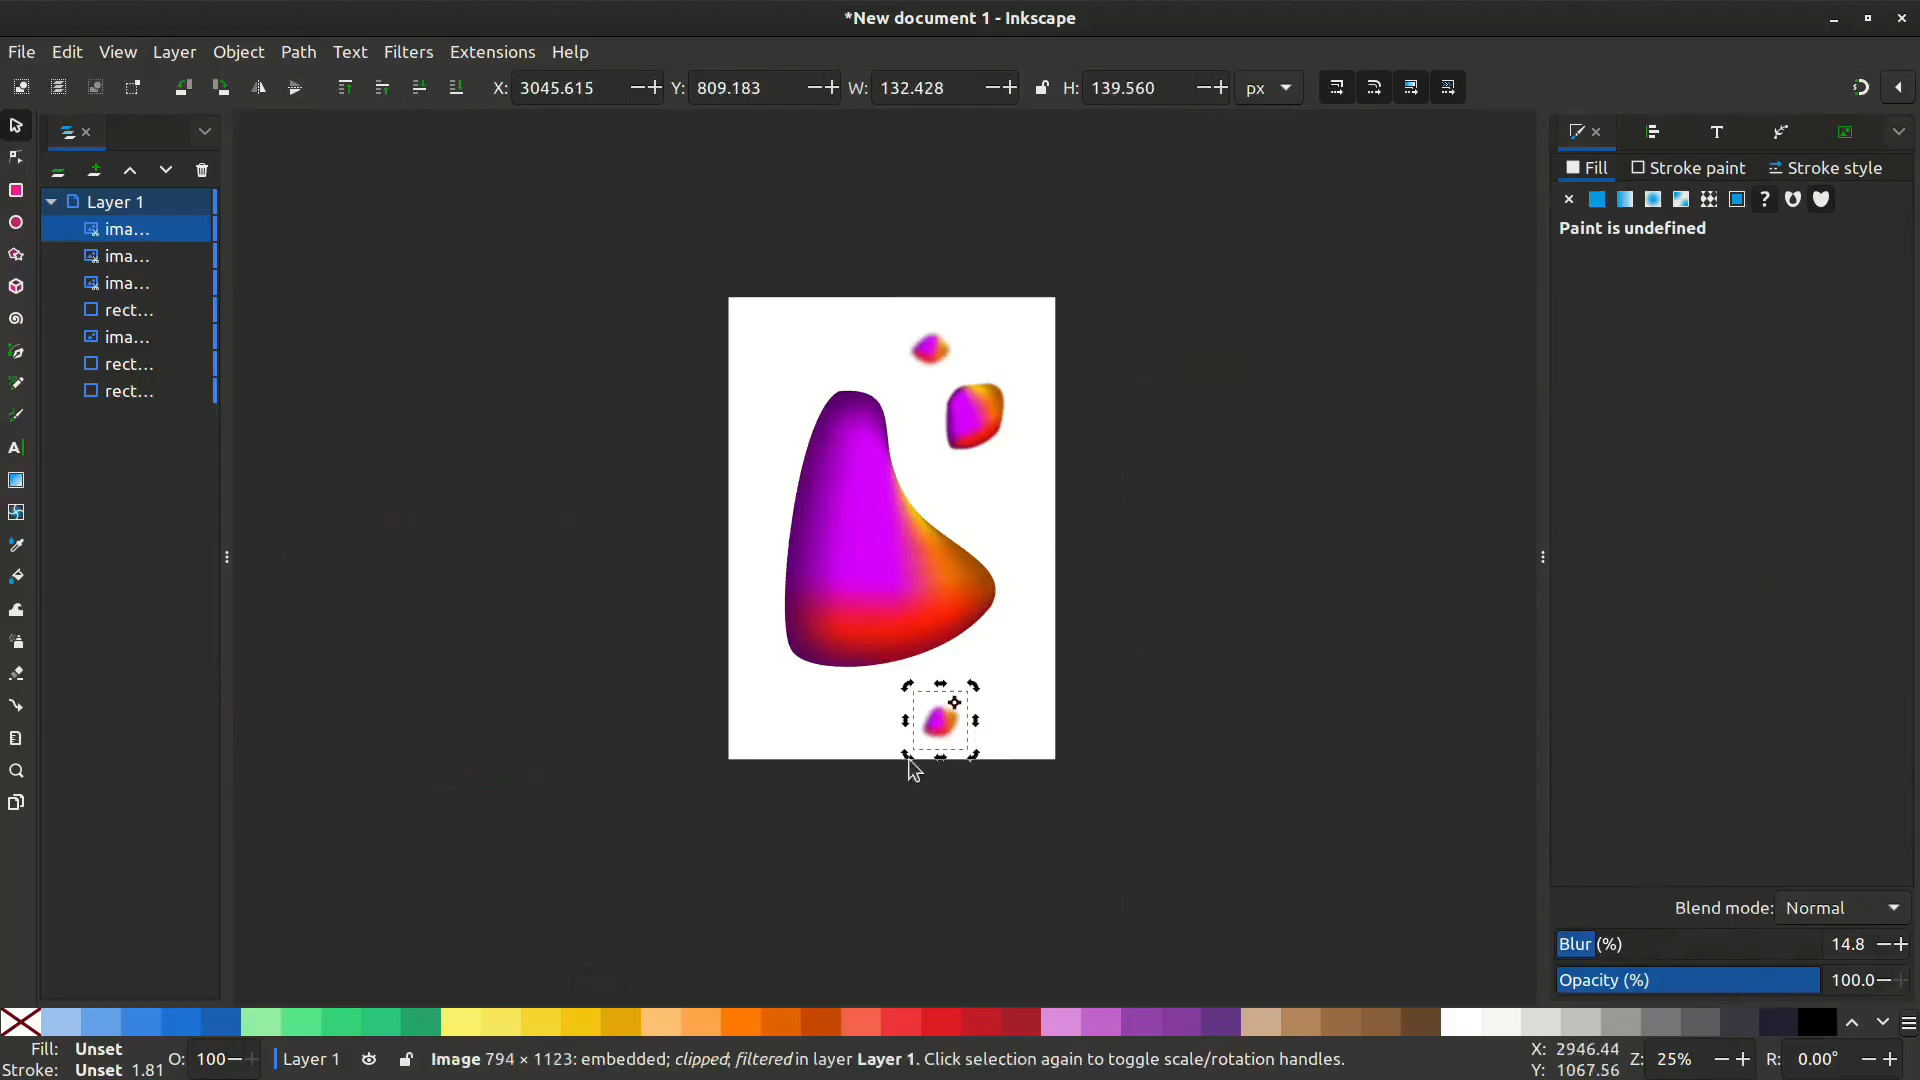 *New document 1 - Inkscape
File Edit View Layer Object Path Text Filters Extensions Help
X: 3045.615 Y: 809.183 W: 132.428 H: 139.560 px
Fill Stroke paint Stroke style
Paint is undefined
Layer 1
ima...
ima...
ima...
rect...
ima...
rect...
rect...
Blend mode: Normal
Blur (%) 14.8
Opacity (%) 100.0
Fill: Unset
Stroke: Unset 1.81
O: 100
Layer 1
Image 794 × 1123: embedded; clipped; filtered in layer Layer 1. Click selection again to toggle scale/rotation handles.
X: 2946.44
Y: 1067.56
Z: 25%
R: 0.00°